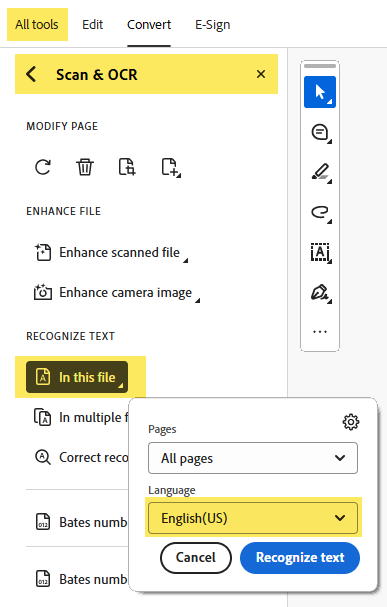 All tools Edit Convert E-Sign
Scan & OCR
MODIFY PAGE
ENHANCE FILE
Enhance scanned file
Enhance camera image
RECOGNIZE TEXT
In this file
In multiple f
Correct reco
Bates numb
Bates numb
Pages
All pages
Language
English(US)
Cancel Recognize text